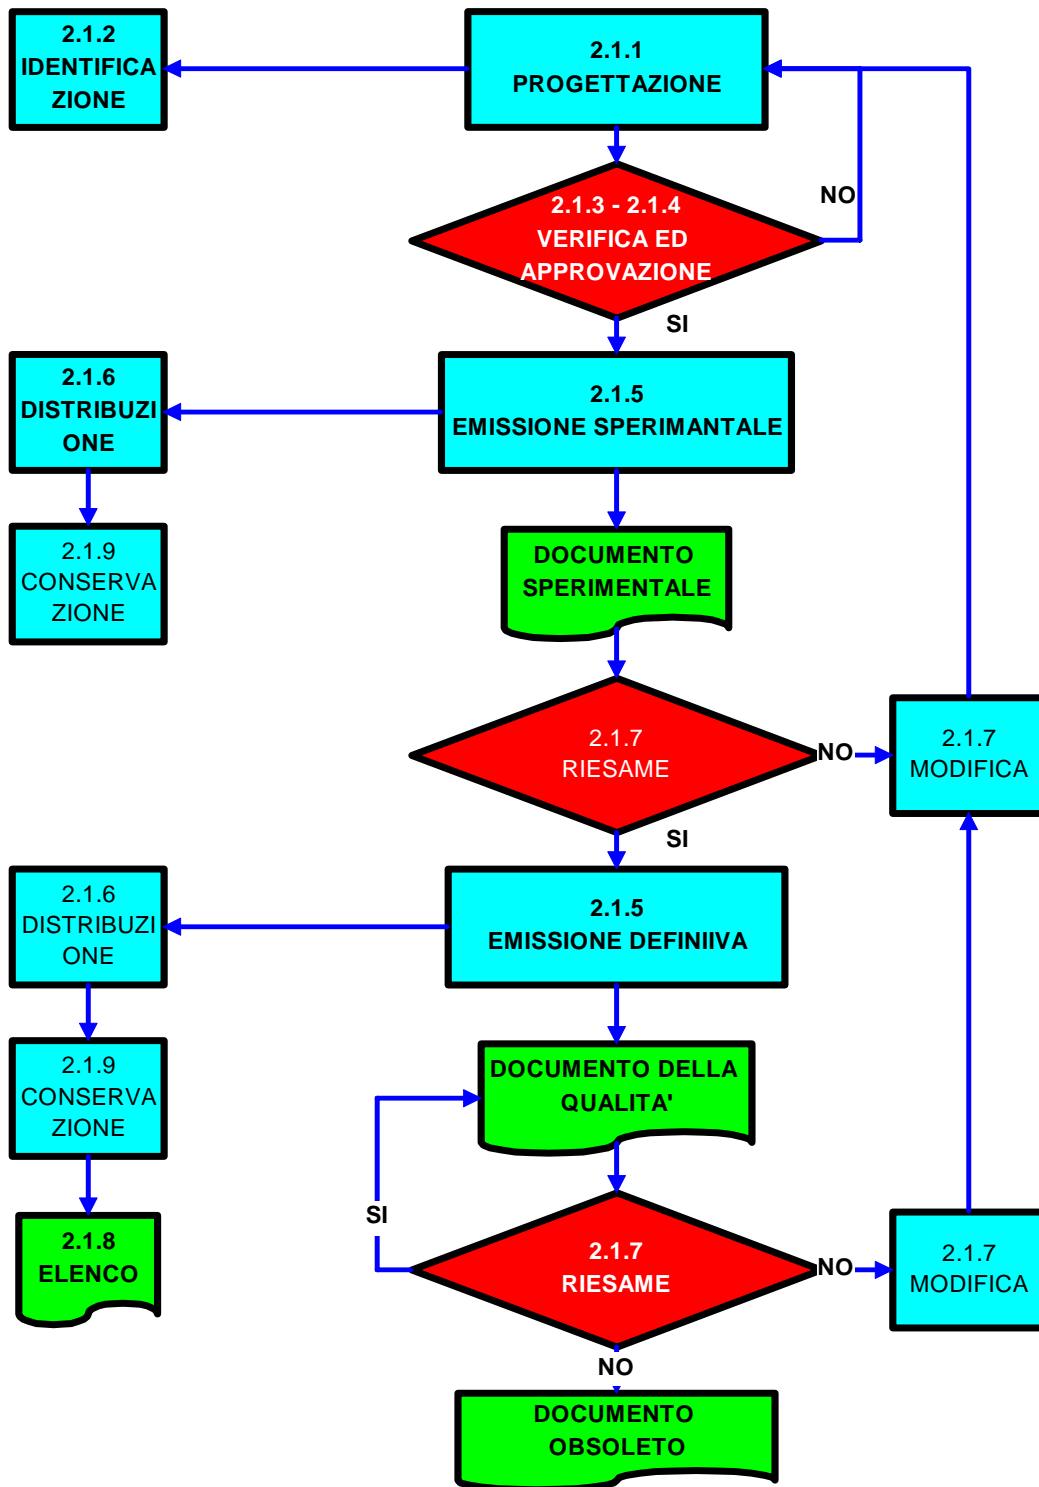 2.1.2
IDENTIFICA
ZIONE
2.1.1
PROGETTAZIONE
NO
2.1.3 - 2.1.4
VERIFICA ED
APPROVAZIONE
SI
2.1.6
DISTRIBUZI
ONE
2.1.5
EMISSIONE SPERIMANTALE
2.1.9
CONSERVA
ZIONE
DOCUMENTO
SPERIMENTALE
2.1.7
RIESAME
NO
2.1.7
MODIFICA
SI
2.1.6
DISTRIBUZI
ONE
2.1.5
EMISSIONE DEFINIIVA
2.1.9
CONSERVA
ZIONE
DOCUMENTO DELLA
QUALITA'
SI
2.1.8
ELENCO
2.1.7
RIESAME
NO
2.1.7
MODIFICA
NO
DOCUMENTO
OBSOLETO